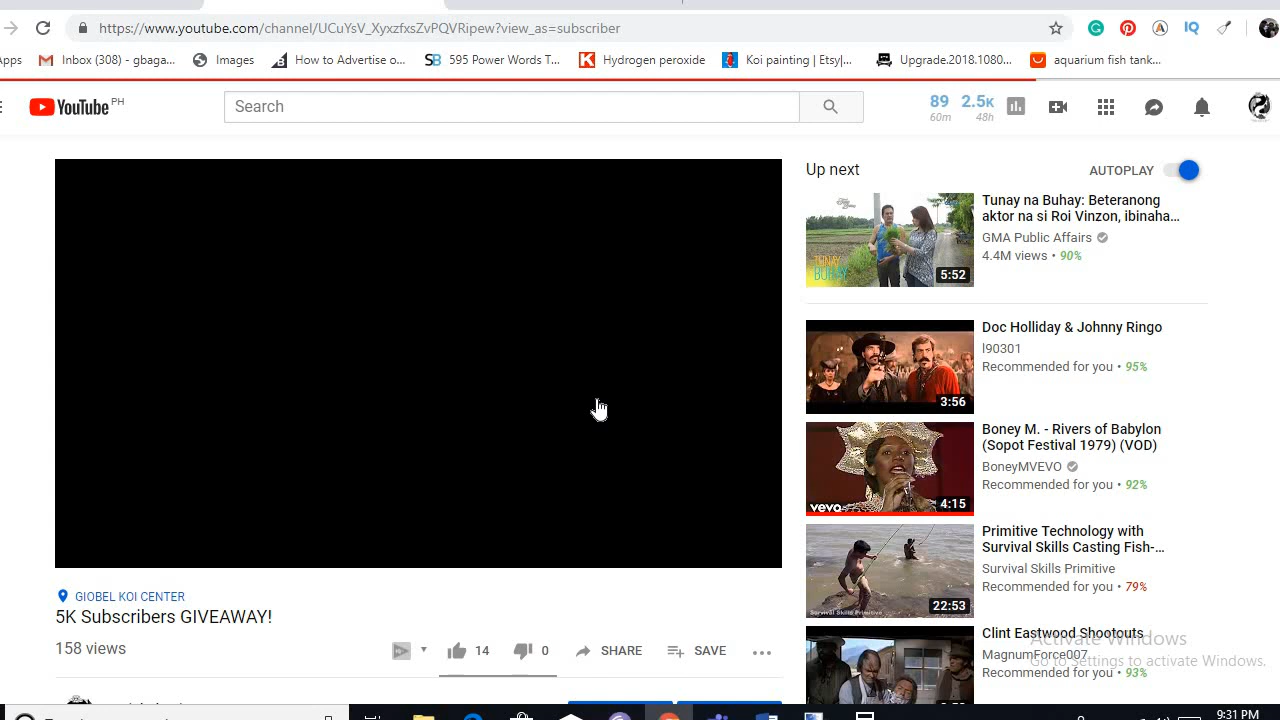 https://www.youtube.com/channel/UCuYsV_XyxzfxsZvPQVRipew?view_as=subscriber
Inbox (308) - gbaga...
Images
How to Advertise o...
595 Power Words T...
Hydrogen peroxide
Koi painting | Etsy|...
Upgrade.2018.1080...
aquarium fish tank...
YouTube PH
Search
89 2.5K
60m 48h
Up next
AUTOPLAY
Tunay na Buhay: Beteranong
aktor na si Roi Vinzon, ibinaha...
GMA Public Affairs
4.4M views • 90%
5:52
Doc Holliday & Johnny Ringo
l90301
Recommended for you • 95%
3:56
Boney M. - Rivers of Babylon
(Sopot Festival 1979) (VOD)
BoneyMVEVO
Recommended for you • 92%
vevo
4:15
Primitive Technology with
Survival Skills Casting Fish-...
Survival Skills Primitive
Recommended for you • 79%
Survival Skills Primitive
22:53
Clint Eastwood Shootouts
MagnumForce007
Recommended for you • 93%
Activate Windows
Go to Settings to activate Windows.
GIOBEL KOI CENTER
5K Subscribers GIVEAWAY!
158 views
14
0
SHARE
SAVE
9:31 PM